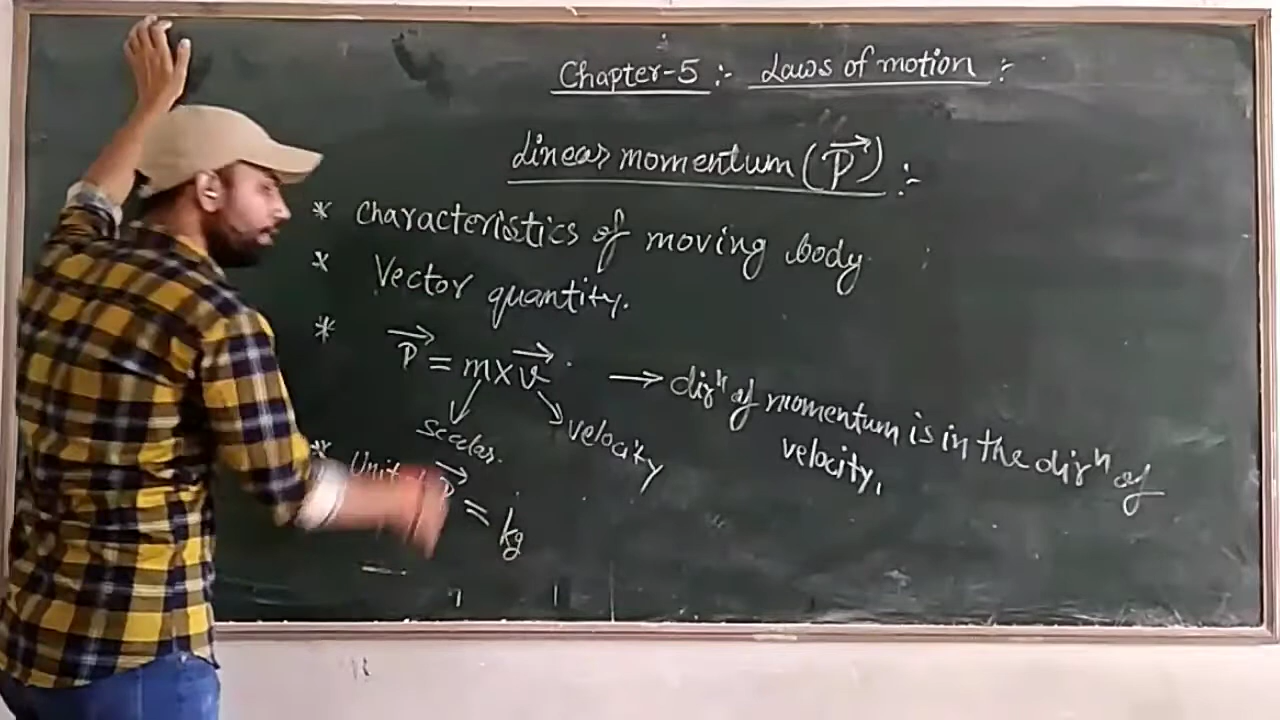 Chapter-5 :- Laws of motion :-
Linear momentum (P⃗) :-
* Characteristics of moving body
* Vector quantity.
* P⃗ = m × v⃗ → dirⁿ of momentum is in the dirⁿ of
velocity.
Scelar.
velocity
* Unit P⃗ = kg